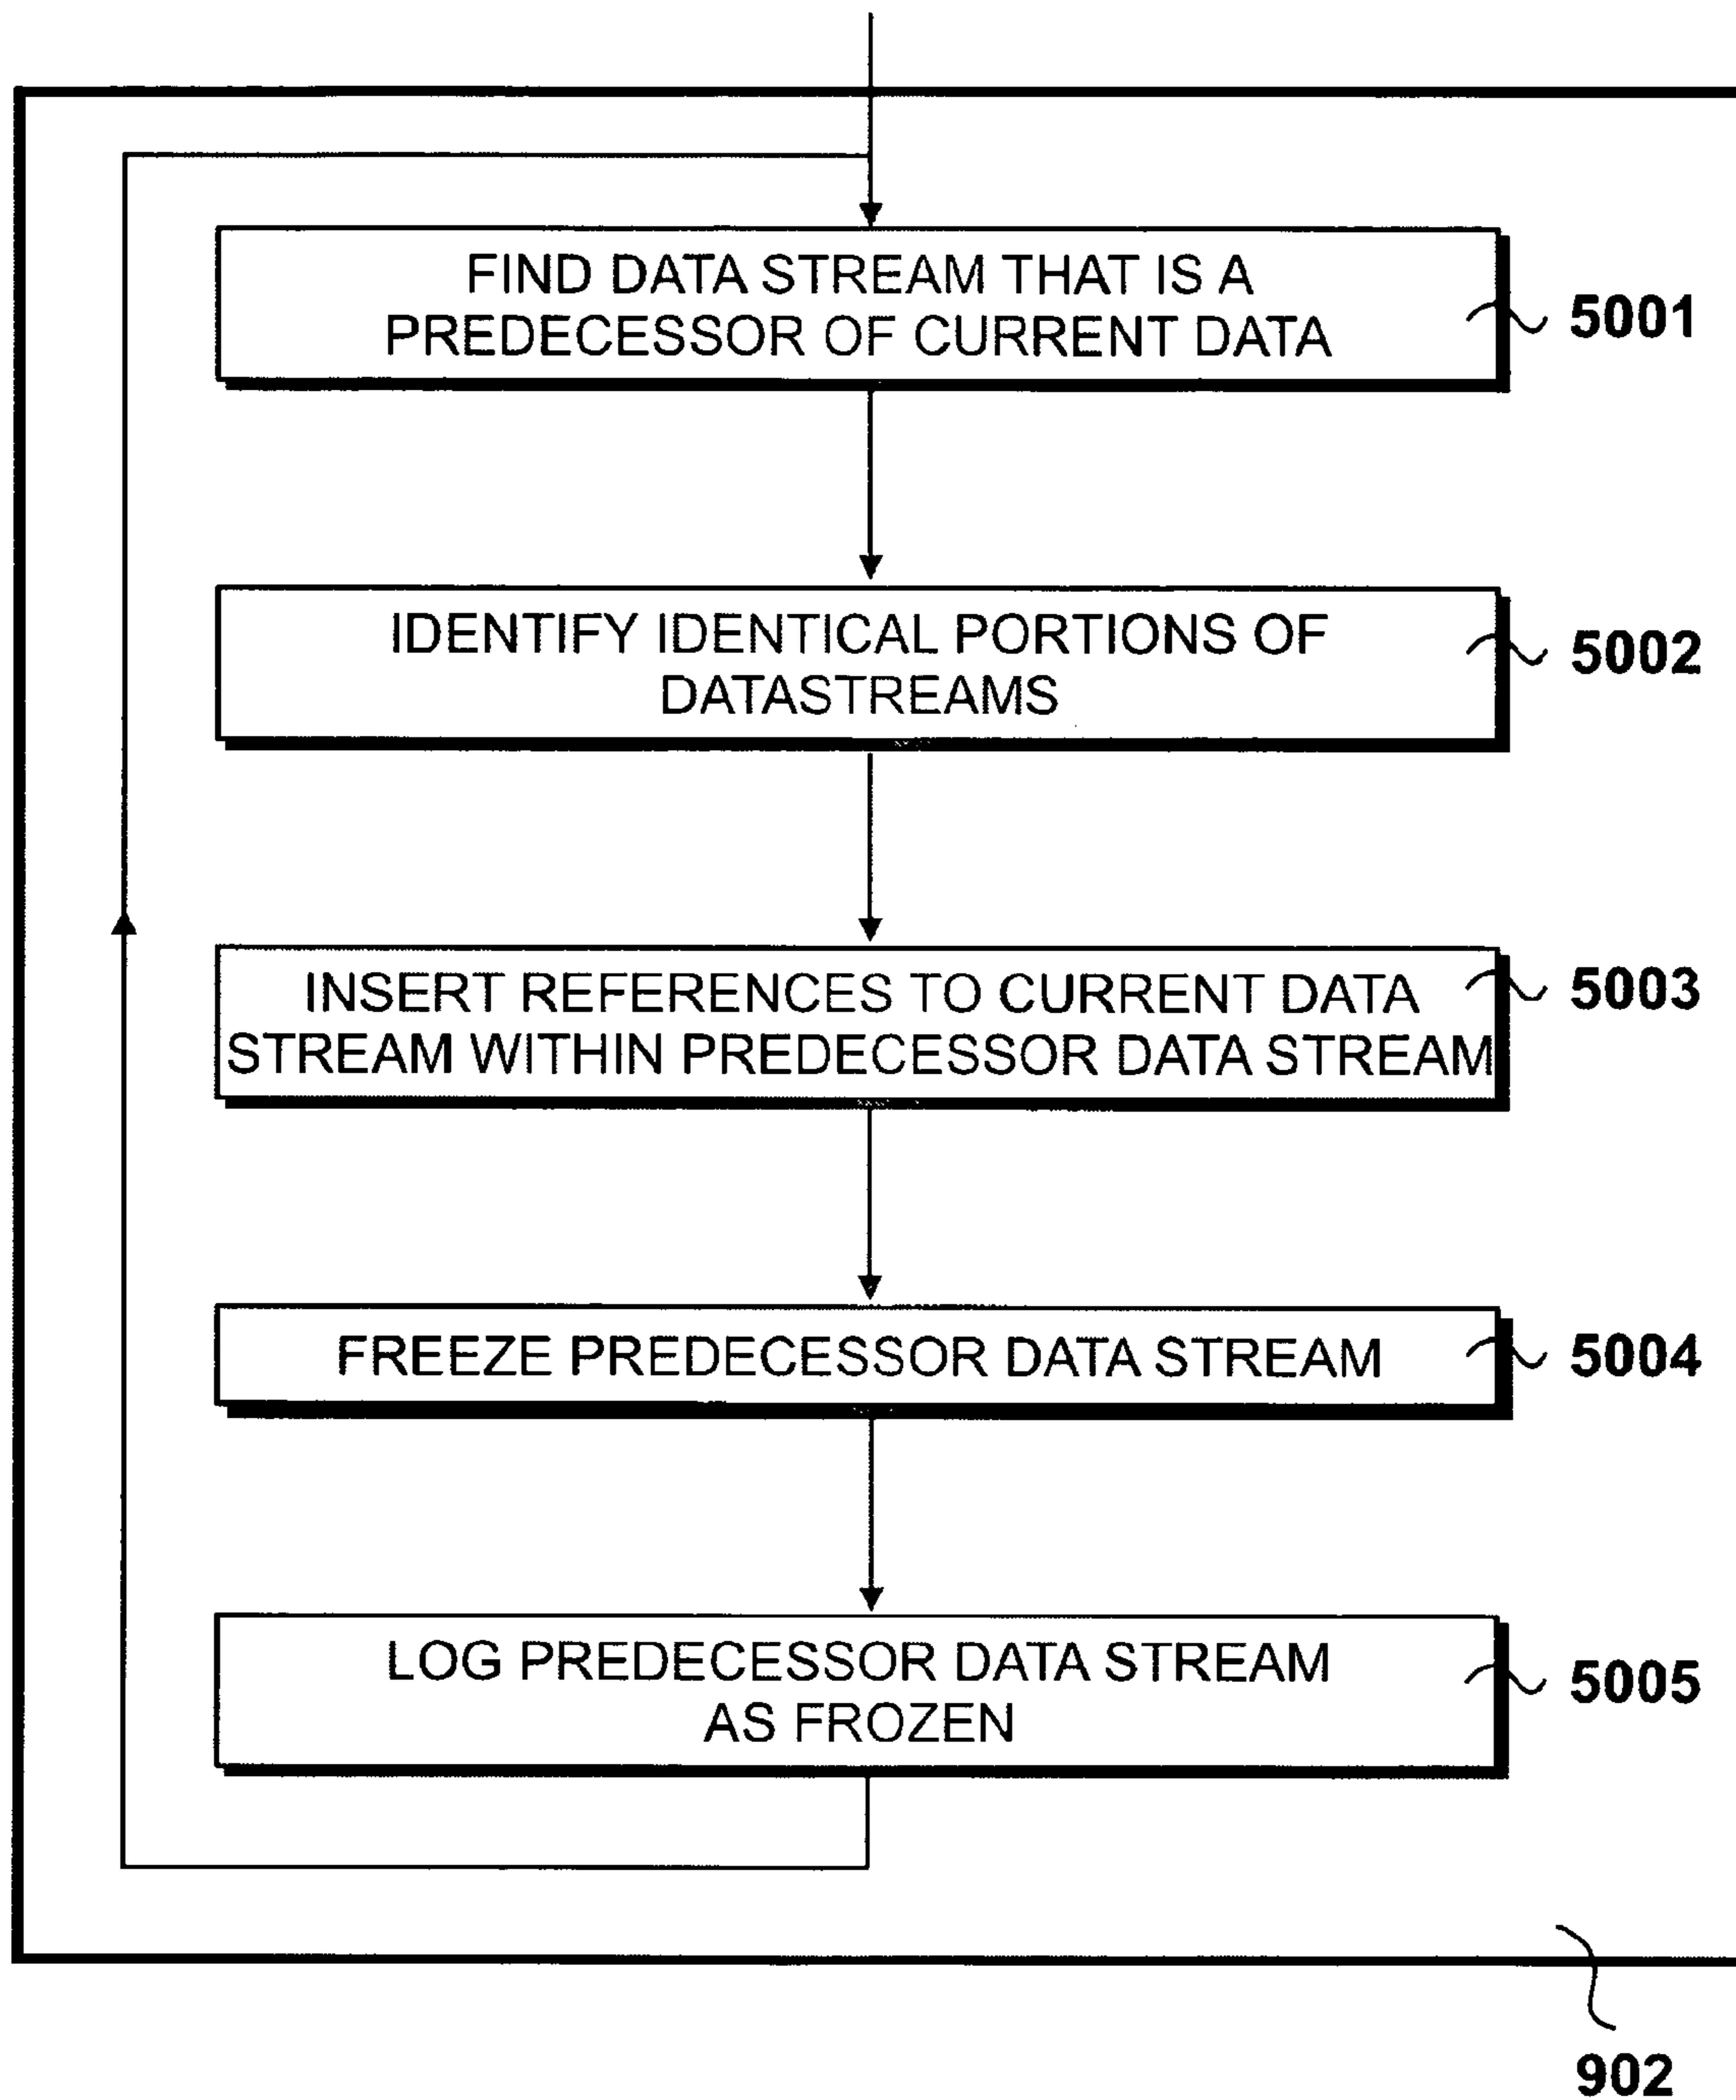 FIND DATA STREAM THAT IS A
PREDECESSOR OF CURRENT DATA
5001
IDENTIFY IDENTICAL PORTIONS OF
DATASTREAMS
5002
INSERT REFERENCES TO CURRENT DATA
STREAM WITHIN PREDECESSOR DATA STREAM
5003
FREEZE PREDECESSOR DATA STREAM
5004
LOG PREDECESSOR DATA STREAM
AS FROZEN
5005
902